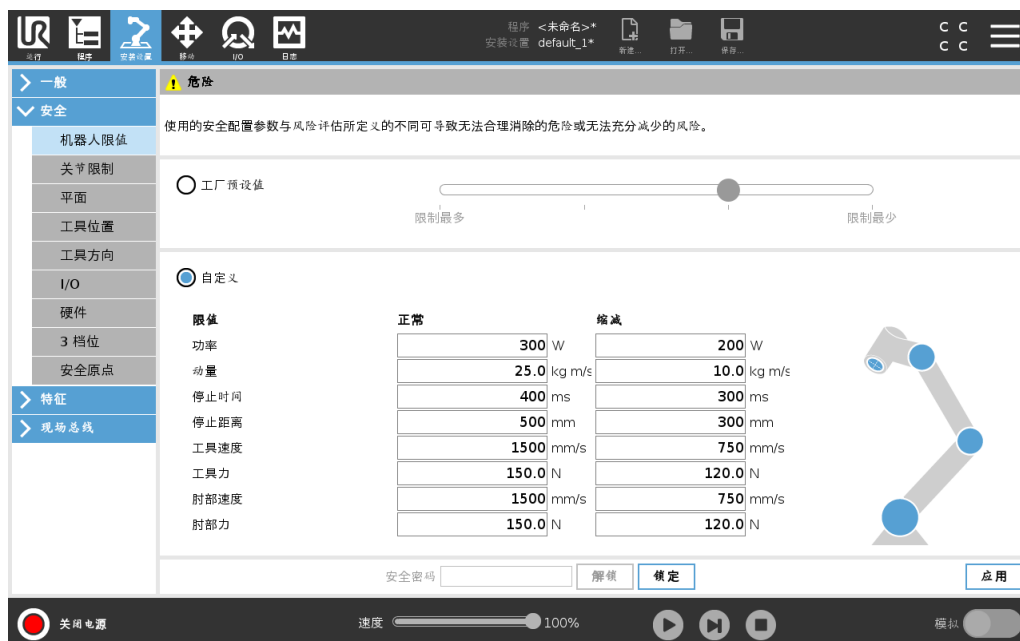 UR
程序 <未命名>*
安装设置 default_1*
运行 程序 安装设置 移动 I/O 日志 新建... 打开... 保存...
C C
C C
一般
安全
机器人限值
关节限制
平面
工具位置
工具方向
I/O
硬件
3 档位
安全原点
特征
现场总线
危险
使用的安全配置参数与风险评估所定义的不同可导致无法合理消除的危险或无法充分减少的风险。
工厂预设值
限制最多 限制最少
自定义
限值 正常 缩减
功率 300 W 200 W
动量 25.0 kg m/s 10.0 kg m/s
停止时间 400 ms 300 ms
停止距离 500 mm 300 mm
工具速度 1500 mm/s 750 mm/s
工具力 150.0 N 120.0 N
肘部速度 1500 mm/s 750 mm/s
肘部力 150.0 N 120.0 N
安全密码 解锁 锁定 应用
关闭电源 速度 100% 模拟